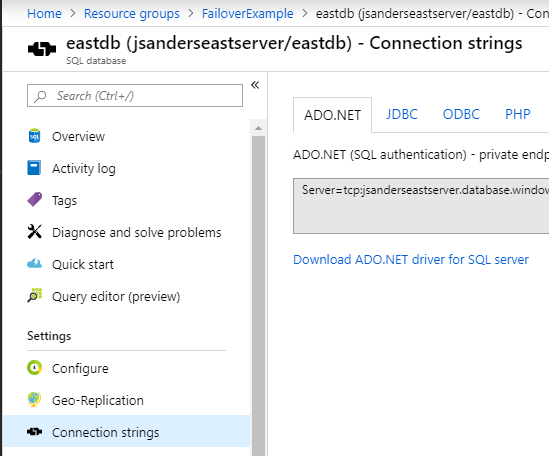 Home > Resource groups > FailoverExample > eastdb (jsanderseastserver/eastdb) - Con
eastdb (jsanderseastserver/eastdb) - Connection strings
SQL database
Search (Ctrl+/)
«
Overview
Activity log
Tags
Diagnose and solve problems
Quick start
Query editor (preview)
Settings
Configure
Geo-Replication
Connection strings
ADO.NET JDBC ODBC PHP
ADO.NET (SQL authentication) - private endp
Server=tcp:jsanderseastserver.database.window
Download ADO.NET driver for SQL server